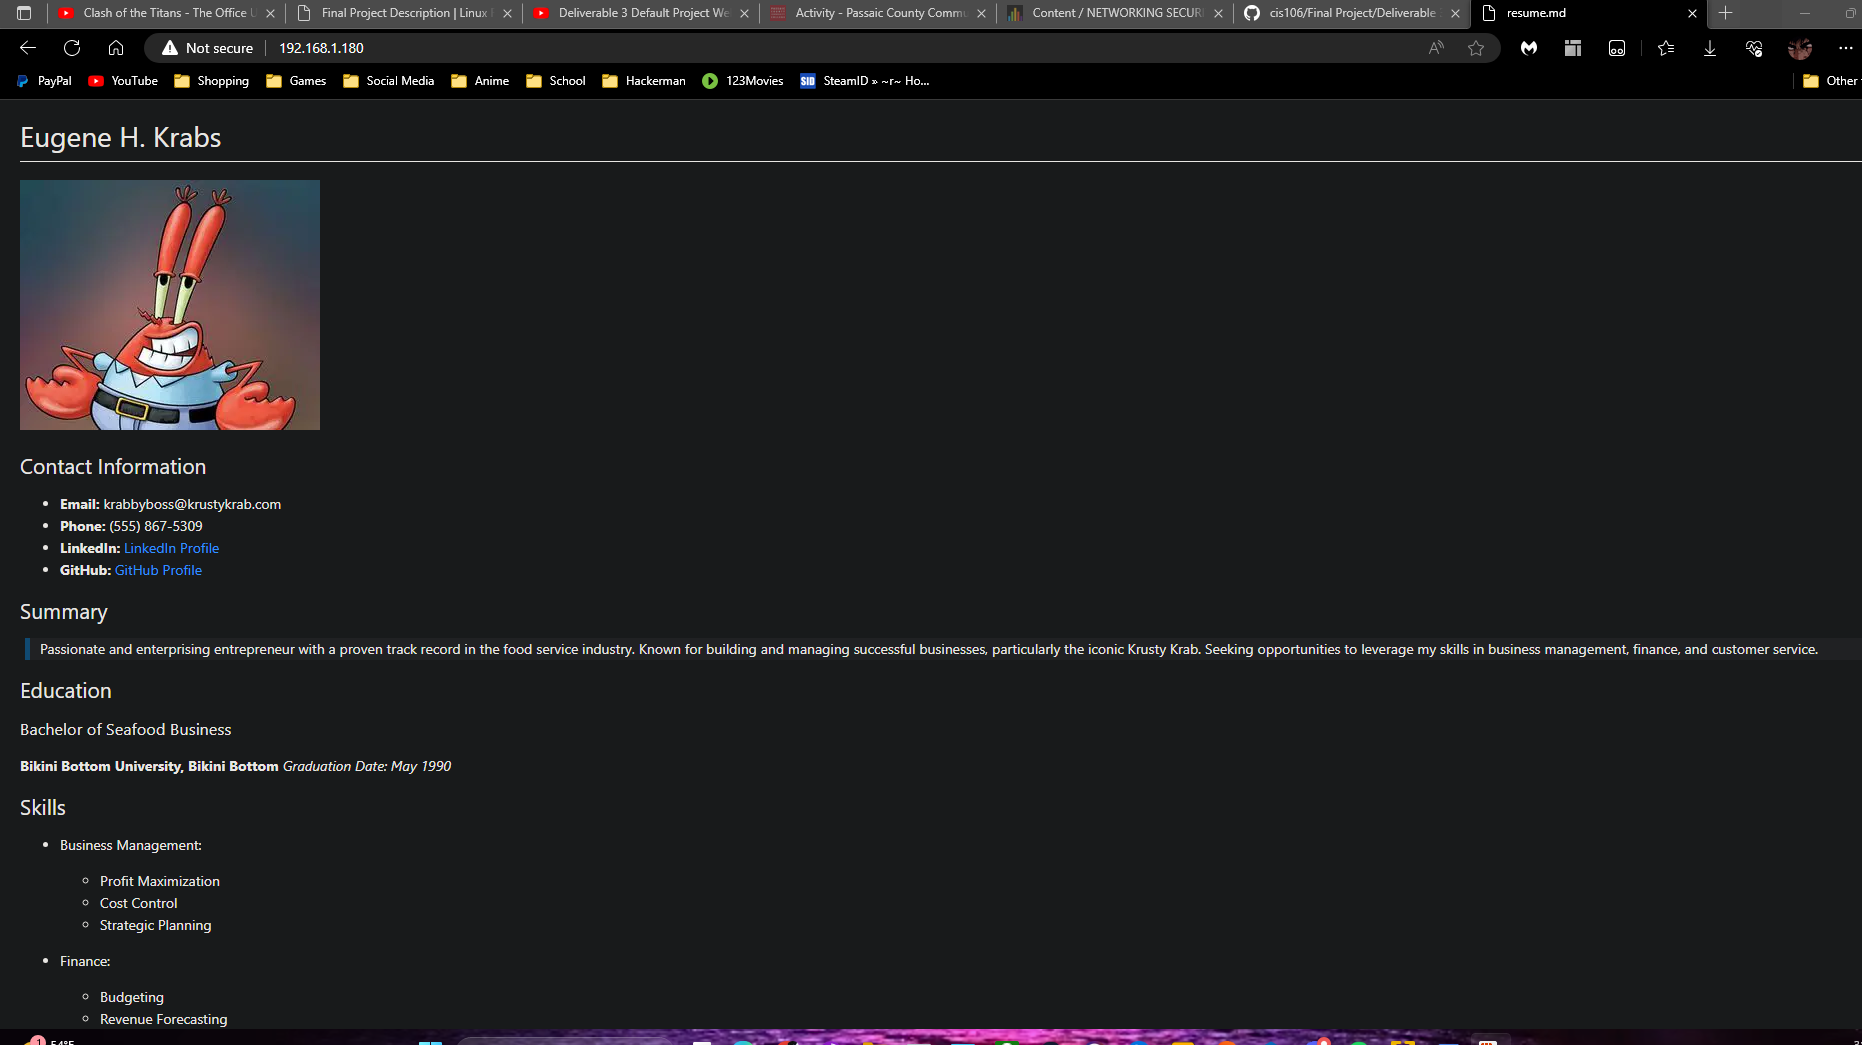 Clash of the Titans - The Office U
Final Project Description | Linux
Deliverable 3 Default Project We
Activity - Passaic County Commu
Content / NETWORKING SECURI
cis106/Final Project/Deliverable
resume.md
Not secure
192.168.1.180
PayPal
YouTube
Shopping
Games
Social Media
Anime
School
Hackerman
123Movies
SID
SteamID » ~r~ Ho...
Other
Eugene H. Krabs
Contact Information
Email: krabbyboss@krustykrab.com
Phone: (555) 867-5309
LinkedIn: LinkedIn Profile
GitHub: GitHub Profile
Summary
Passionate and enterprising entrepreneur with a proven track record in the food service industry. Known for building and managing successful businesses, particularly the iconic Krusty Krab. Seeking opportunities to leverage my skills in business management, finance, and customer service.
Education
Bachelor of Seafood Business
Bikini Bottom University, Bikini Bottom Graduation Date: May 1990
Skills
• Business Management:
◦ Profit Maximization
◦ Cost Control
◦ Strategic Planning
• Finance:
◦ Budgeting
◦ Revenue Forecasting
1
54°F